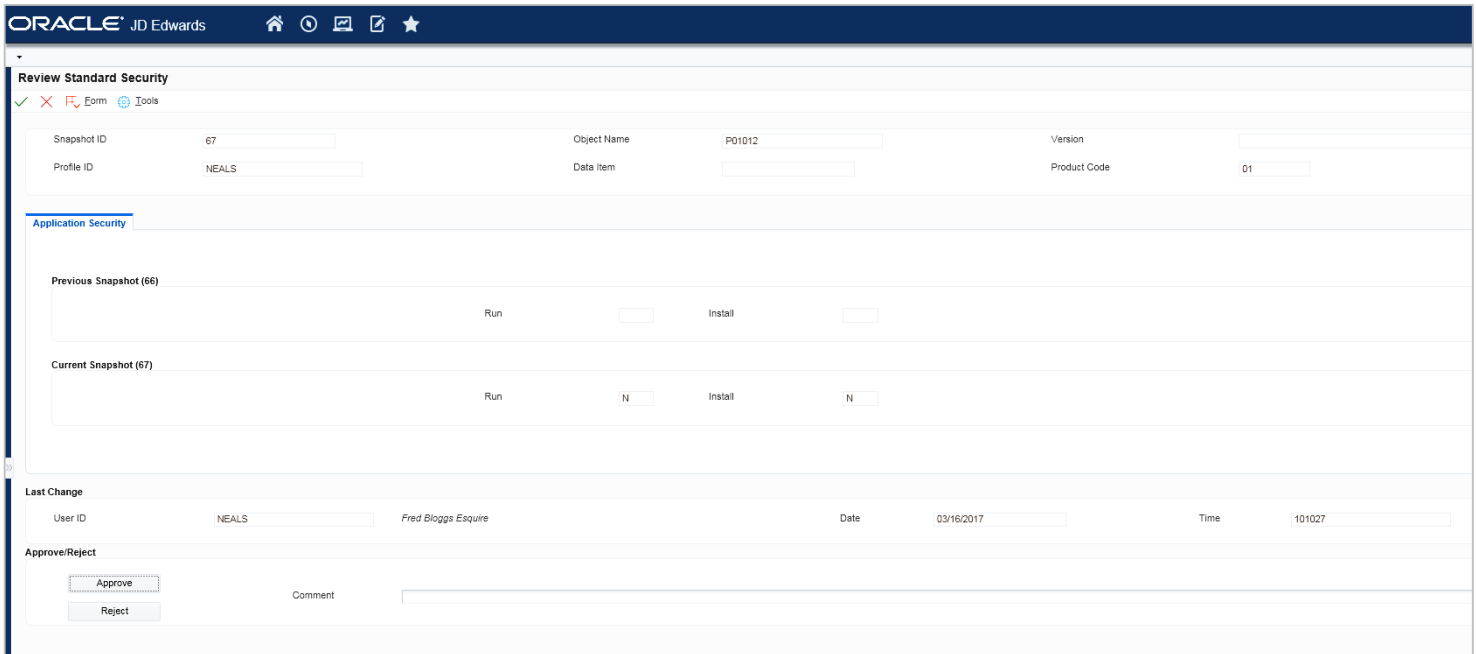 ORACLE® JD Edwards
Review Standard Security
Form Tools
Snapshot ID 67 Object Name P01012 Version
Profile ID NEALS Data Item Product Code 01
Application Security
Previous Snapshot (66)
Run Install
Current Snapshot (67)
Run N Install N
Last Change
User ID NEALS Fred Bloggs Esquire Date 03/16/2017 Time 101027
Approve/Reject
Approve
Comment
Reject